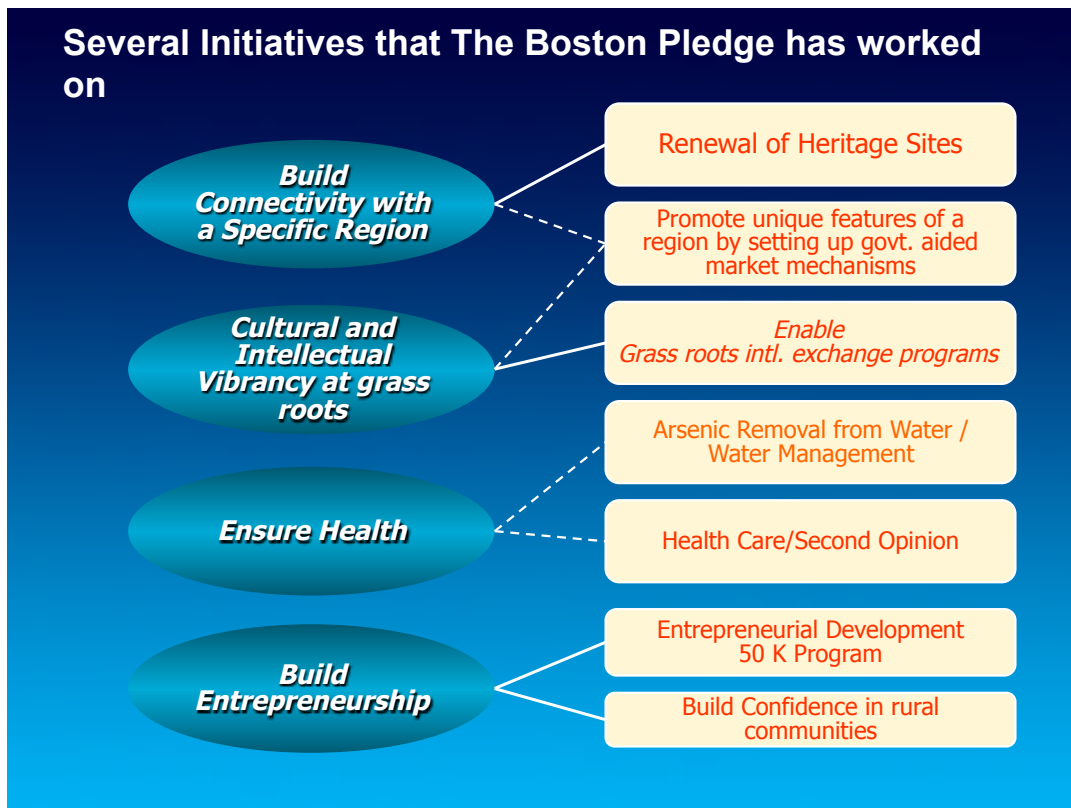 Several Initiatives that The Boston Pledge has worked
on
Build
Connectivity with
a Specific Region
Renewal of Heritage Sites
Promote unique features of a
region by setting up govt. aided
market mechanisms
Cultural and
Intellectual
Vibrancy at grass
roots
Enable
Grass roots intl. exchange programs
Ensure Health
Arsenic Removal from Water /
Water Management
Health Care/Second Opinion
Build
Entrepreneurship
Entrepreneurial Development
50 K Program
Build Confidence in rural
communities